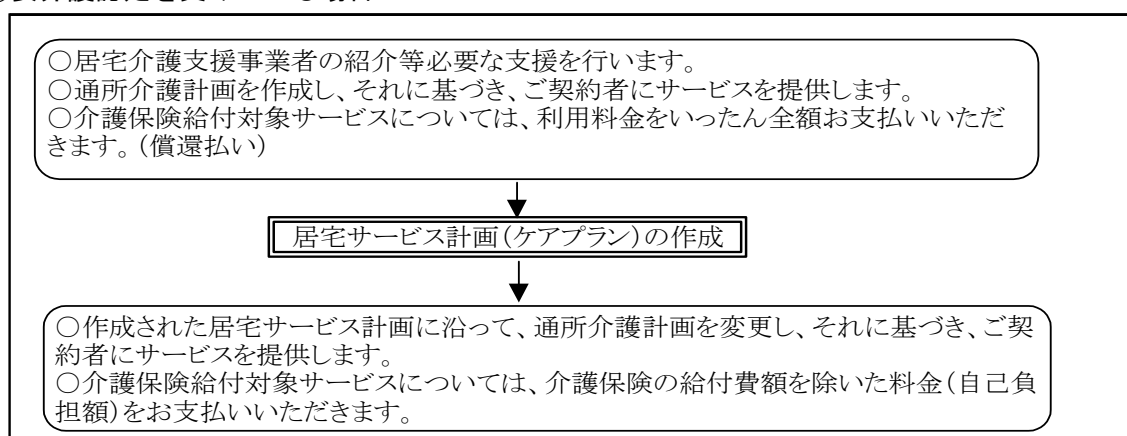 ○居宅介護支援事業者の紹介等必要な支援を行います。
○通所介護計画を作成し、それに基づき、ご契約者にサービスを提供します。
○介護保険給付対象サービスについては、利用料金をいったん全額お支払いいただ
きます。(償還払い)
居宅サービス計画(ケアプラン)の作成
○作成された居宅サービス計画に沿って、通所介護計画を変更し、それに基づき、ご契
約者にサービスを提供します。
○介護保険給付対象サービスについては、介護保険の給付費額を除いた料金(自己負
担額)をお支払いいただきます。